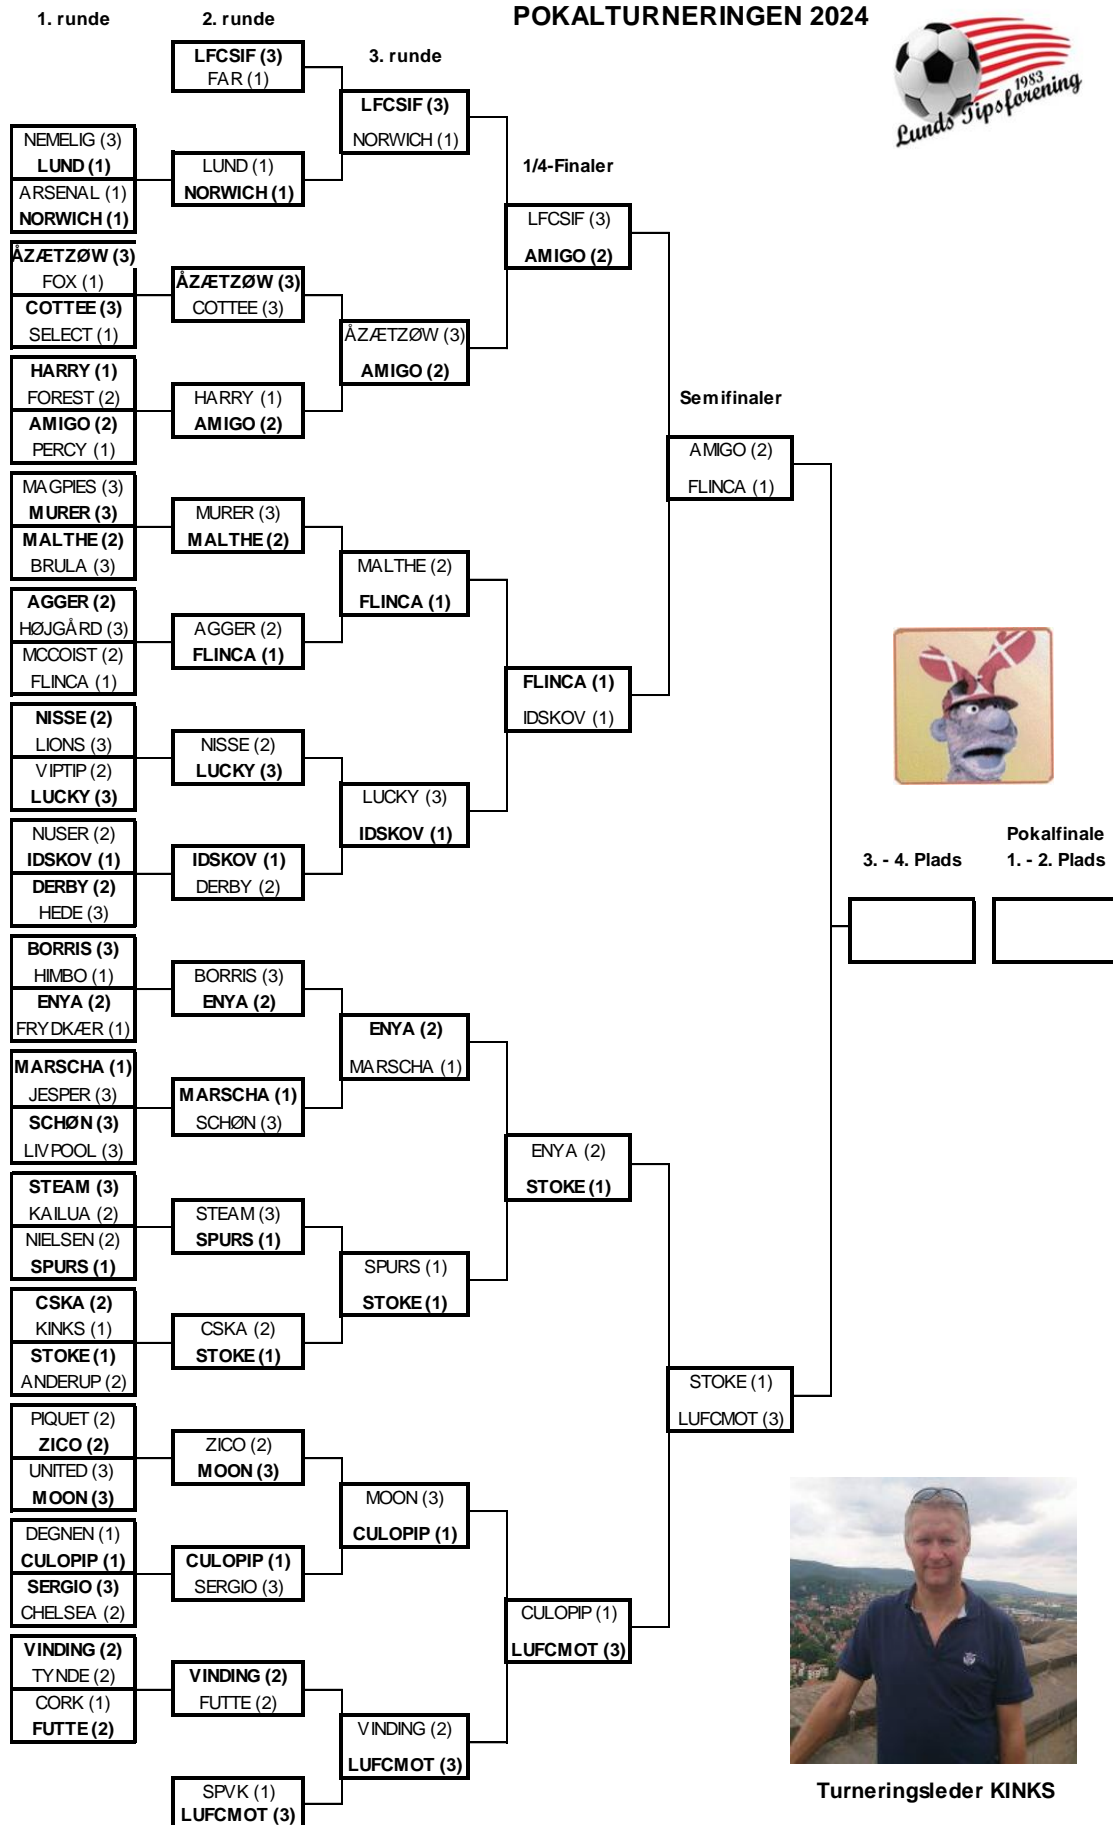 POKALTURNERINGEN 2024
1983
Lunds Tipsforening
1. runde
NEMELIG (3)
LUND (1)
ARSENAL (1)
NORWICH (1)
ÅZÆTZØW (3)
FOX (1)
COTTEE (3)
SELECT (1)
HARRY (1)
FOREST (2)
AMIGO (2)
PERCY (1)
MAGPIES (3)
MURER (3)
MALTHE (2)
BRULA (3)
AGGER (2)
HØJGÅRD (3)
MCCOIST (2)
FLINCA (1)
NISSE (2)
LIONS (3)
VIPTIP (2)
LUCKY (3)
NUSER (2)
IDSKOV (1)
DERBY (2)
HEDE (3)
BORRIS (3)
HIMBO (1)
ENYA (2)
FRYDKÆR (1)
MARSCHA (1)
JESPER (3)
SCHØN (3)
LIVPOOL (3)
STEAM (3)
KAILUA (2)
NIELSEN (2)
SPURS (1)
CSKA (2)
KINKS (1)
STOKE (1)
ANDERUP (2)
PIQUET (2)
ZICO (2)
UNITED (3)
MOON (3)
DEGNEN (1)
CULOPIP (1)
SERGIO (3)
CHELSEA (2)
VINDING (2)
TYNDE (2)
CORK (1)
FUTTE (2)
2. runde
LFCSIF (3)
FAR (1)
LUND (1)
NORWICH (1)
ÅZÆTZØW (3)
COTTEE (3)
HARRY (1)
AMIGO (2)
MURER (3)
MALTHE (2)
AGGER (2)
FLINCA (1)
NISSE (2)
LUCKY (3)
IDSKOV (1)
DERBY (2)
BORRIS (3)
ENYA (2)
MARSCHA (1)
SCHØN (3)
STEAM (3)
SPURS (1)
CSKA (2)
STOKE (1)
ZICO (2)
MOON (3)
CULOPIP (1)
SERGIO (3)
VINDING (2)
FUTTE (2)
SPVK (1)
LUFCMOT (3)
3. runde
LFCSIF (3)
NORWICH (1)
ÅZÆTZØW (3)
AMIGO (2)
MALTHE (2)
FLINCA (1)
LUCKY (3)
IDSKOV (1)
ENYA (2)
MARSCHA (1)
SPURS (1)
STOKE (1)
MOON (3)
CULOPIP (1)
VINDING (2)
LUFCMOT (3)
1/4-Finaler
LFCSIF (3)
AMIGO (2)
FLINCA (1)
IDSKOV (1)
ENYA (2)
STOKE (1)
CULOPIP (1)
LUFCMOT (3)
Semifinaler
AMIGO (2)
FLINCA (1)
STOKE (1)
LUFCMOT (3)
3. - 4. Plads
Pokalfinale
1. - 2. Plads
Turneringsleder KINKS